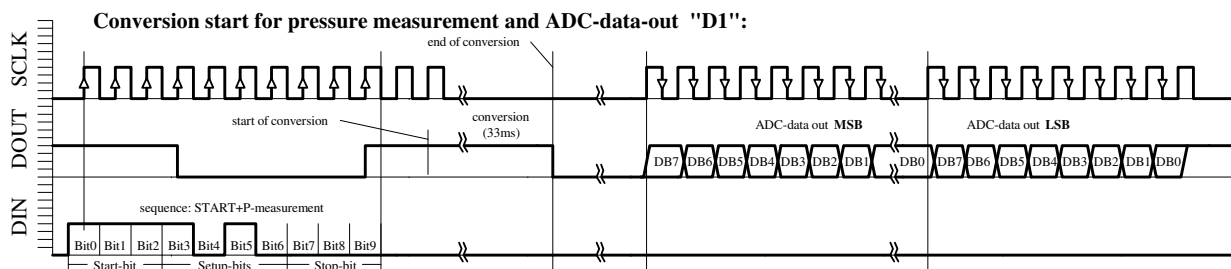 Conversion start for pressure measurement and ADC-data-out "D1":
end of conversion
SCLK
start of conversion
conversion
(33ms)
ADC-data out MSB
ADC-data out LSB
DOUT
DB7 DB6 DB5 DB4 DB3 DB2 DB1 DB0 DB7 DB6 DB5 DB4 DB3 DB2 DB1 DB0
sequence: START+P-measurement
DIN
Bit0 Bit1 Bit2 Bit3 Bit4 Bit5 Bit6 Bit7 Bit8 Bit9
Start-bit Setup-bits Stop-bit